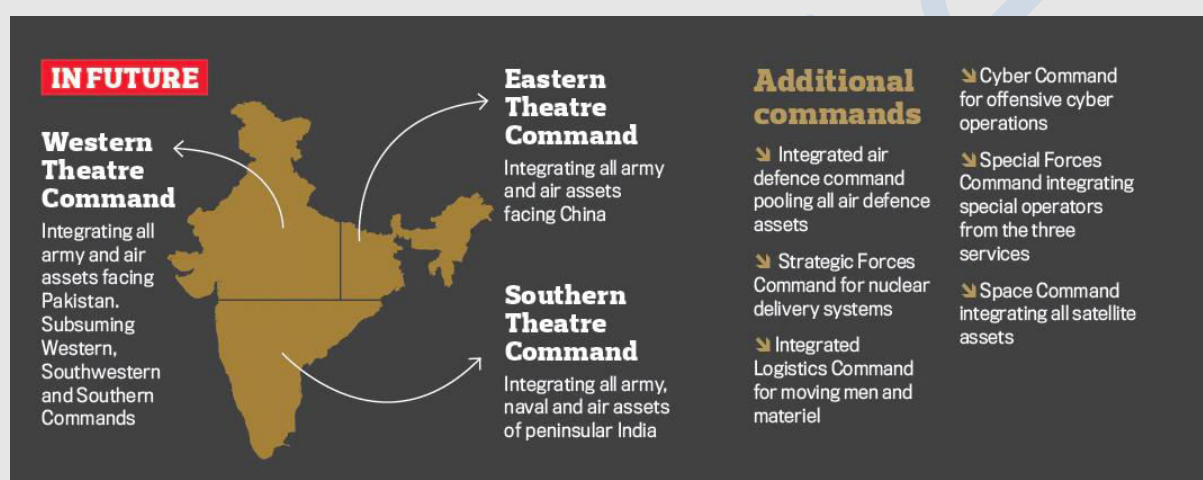 IN FUTURE
Western
Theatre
Command
Integrating all
army and air
assets facing
Pakistan.
Subsuming
Western,
Southwestern
and Southern
Commands
Eastern
Theatre
Command
Integrating all army
and air assets
facing China
Southern
Theatre
Command
Integrating all army,
naval and air assets
of peninsular India
Additional
commands
Integrated air
defence command
pooling all air defence
assets
Strategic Forces
Command for nuclear
delivery systems
Integrated
Logistics Command
for moving men and
materiel
Cyber Command
for offensive cyber
operations
Special Forces
Command integrating
special operators
from the three
services
Space Command
integrating all satellite
assets